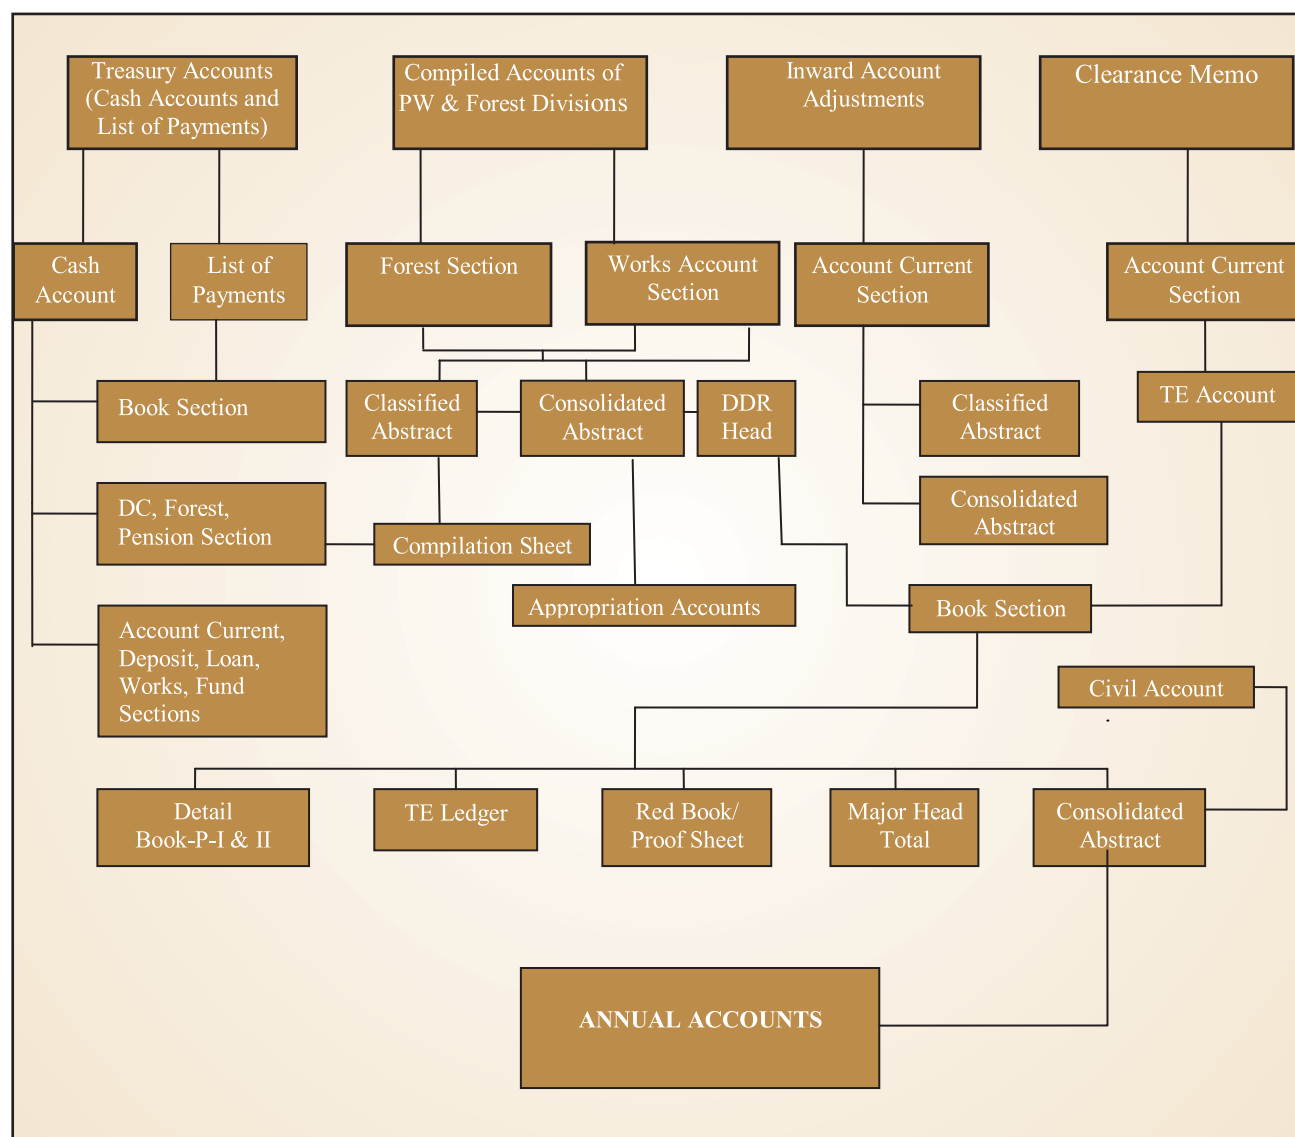 Treasury Accounts
(Cash Accounts and
List of Payments)
Compiled Accounts of
PW & Forest Divisions
Inward Account
Adjustments
Clearance Memo
Cash
Account
List of
Payments
Forest Section
Works Account
Section
Account Current
Section
Account Current
Section
Book Section
Classified
Abstract
Consolidated
Abstract
DDR
Head
Classified
Abstract
TE Account
DC, Forest,
Pension Section
Compilation Sheet
Consolidated
Abstract
Appropriation Accounts
Book Section
Account Current,
Deposit, Loan,
Works, Fund
Sections
Civil Account
Detail
Book-P-I & II
TE Ledger
Red Book/
Proof Sheet
Major Head
Total
Consolidated
Abstract
ANNUAL ACCOUNTS